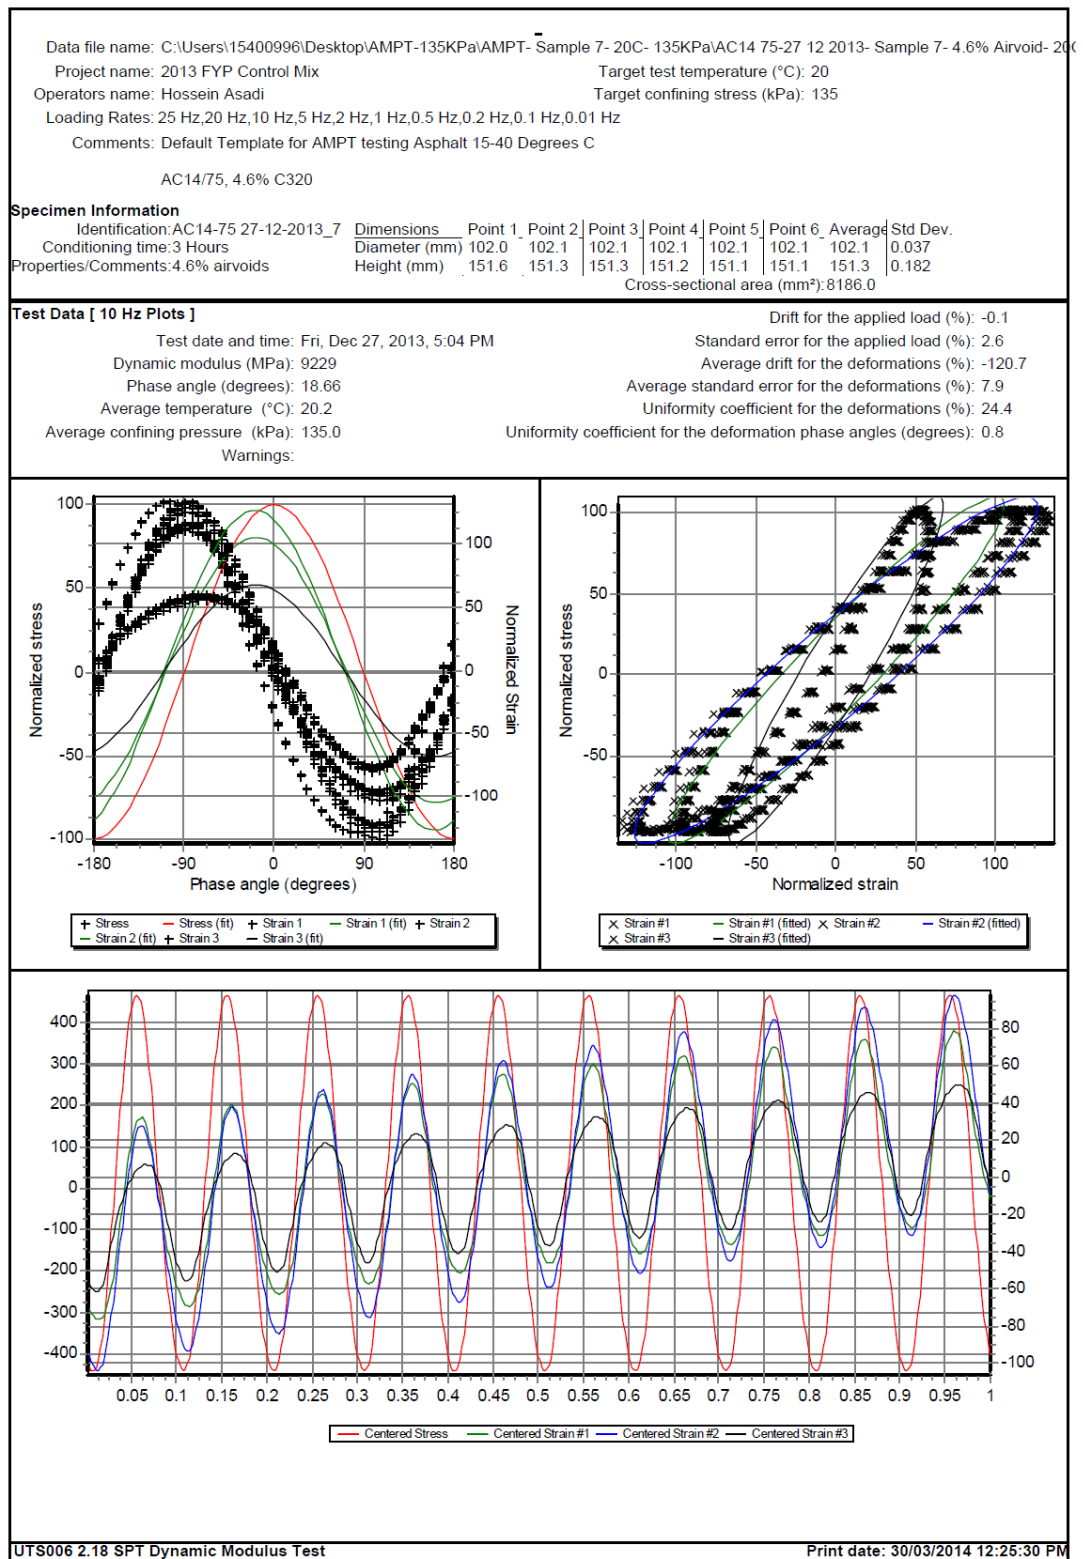 Data file name: C:\Users\15400996\Desktop\AMPT-135KPa\AMPT- Sample 7- 20C- 135KPa\AC14 75-27 12 2013- Sample 7- 4.6% Airvoid- 20
Project name: 2013 FYP Control Mix Target test temperature (°C): 20
Operators name: Hossein Asadi Target confining stress (kPa): 135
Loading Rates: 25 Hz,20 Hz,10 Hz,5 Hz,2 Hz,1 Hz,0.5 Hz,0.2 Hz,0.1 Hz,0.01 Hz
Comments: Default Template for AMPT testing Asphalt 15-40 Degrees C
AC14/75, 4.6% C320
Specimen Information
Identification: AC14-75 27-12-2013_7 Dimensions Point 1 Point 2 Point 3 Point 4 Point 5 Point 6 Average Std Dev.
Conditioning time: 3 Hours Diameter (mm) 102.0 102.1 102.1 102.1 102.1 102.1 102.1 0.037
Properties/Comments: 4.6% airvoids Height (mm) 151.6 151.3 151.3 151.2 151.1 151.1 151.3 0.182
Cross-sectional area (mm²): 8186.0
Test Data [ 10 Hz Plots ] Drift for the applied load (%): -0.1
Test date and time: Fri, Dec 27, 2013, 5:04 PM Standard error for the applied load (%): 2.6
Dynamic modulus (MPa): 9229 Average drift for the deformations (%): -120.7
Phase angle (degrees): 18.66 Average standard error for the deformations (%): 7.9
Average temperature (°C): 20.2 Uniformity coefficient for the deformations (%): 24.4
Average confining pressure (kPa): 135.0 Uniformity coefficient for the deformation phase angles (degrees): 0.8
Warnings:
Normalized stress
100
50
0
-50
-100
100
50
0
-50
-100
Normalized Strain
-180 -90 0 90 180
Phase angle (degrees)
Stress Stress (fit) Strain 1 Strain 1 (fit) Strain 2
Strain 2 (fit) Strain 3 Strain 3 (fit)
Normalized stress
100
50
0
-50
-100 -50 0 50 100
Normalized strain
Strain #1 Strain #1 (fitted) Strain #2 Strain #2 (fitted)
Strain #3 Strain #3 (fitted)
400
300
200
100
0
-100
-200
-300
-400
80
60
40
20
0
-20
-40
-60
-80
-100
0.05 0.1 0.15 0.2 0.25 0.3 0.35 0.4 0.45 0.5 0.55 0.6 0.65 0.7 0.75 0.8 0.85 0.9 0.95 1
Centered Stress Centered Strain #1 Centered Strain #2 Centered Strain #3
UTS006 2.18 SPT Dynamic Modulus Test Print date: 30/03/2014 12:25:30 PM